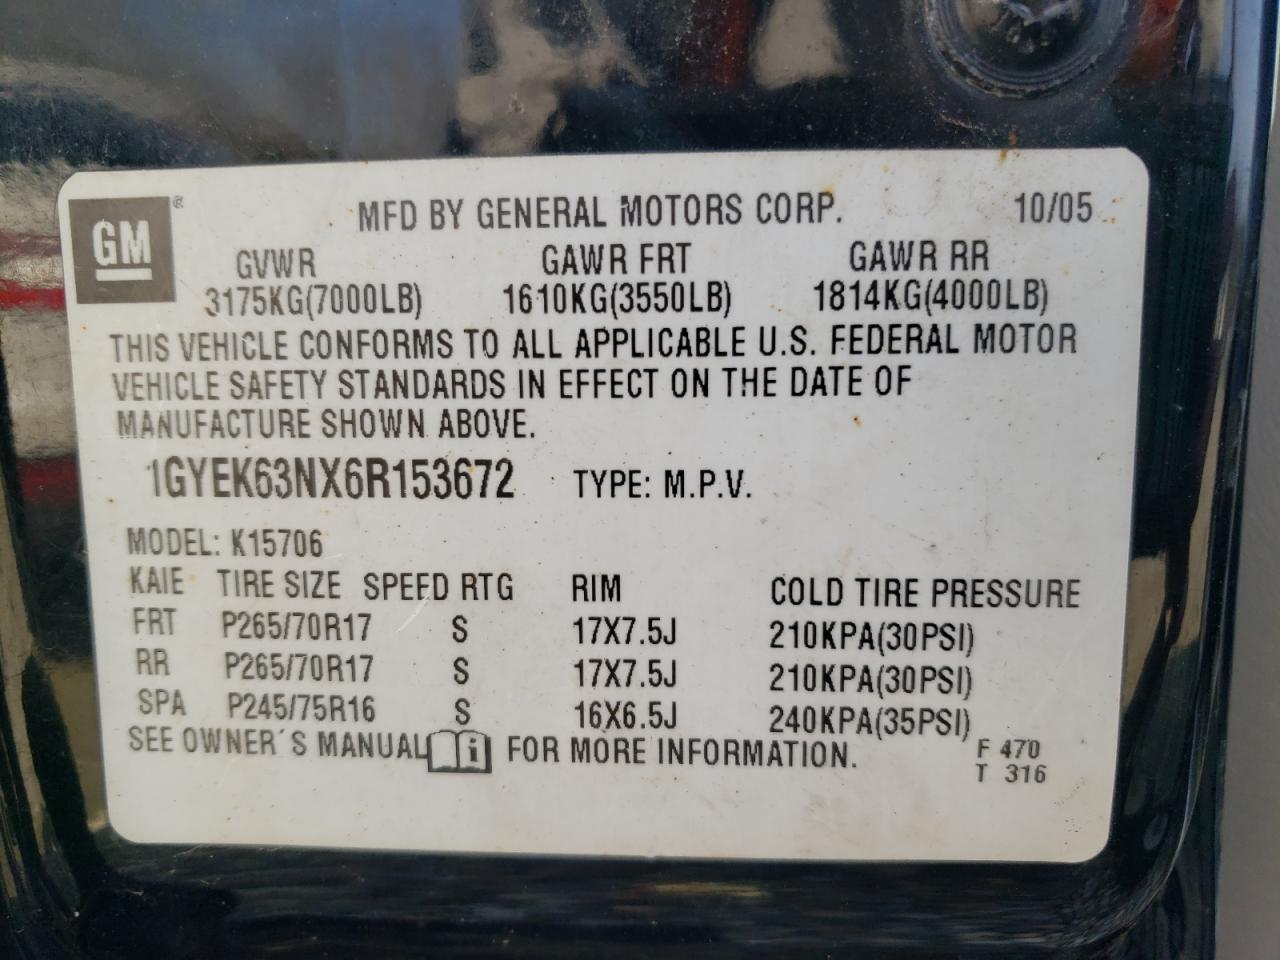 GM ® MFD BY GENERAL MOTORS CORP. 10/05
GVWR GAWR FRT GAWR RR
3175KG(7000LB) 1610KG(3550LB) 1814KG(4000LB)
THIS VEHICLE CONFORMS TO ALL APPLICABLE U.S. FEDERAL MOTOR
VEHICLE SAFETY STANDARDS IN EFFECT ON THE DATE OF
MANUFACTURE SHOWN ABOVE.
1GYEK63NX6R153672 TYPE: M.P.V.
MODEL: K15706
KAIE TIRE SIZE SPEED RTG RIM COLD TIRE PRESSURE
FRT P265/70R17 S 17X7.5J 210KPA(30PSI)
RR P265/70R17 S 17X7.5J 210KPA(30PSI)
SPA P245/75R16 S 16X6.5J 240KPA(35PSI)
SEE OWNER'S MANUAL i FOR MORE INFORMATION.
F 470
T 316